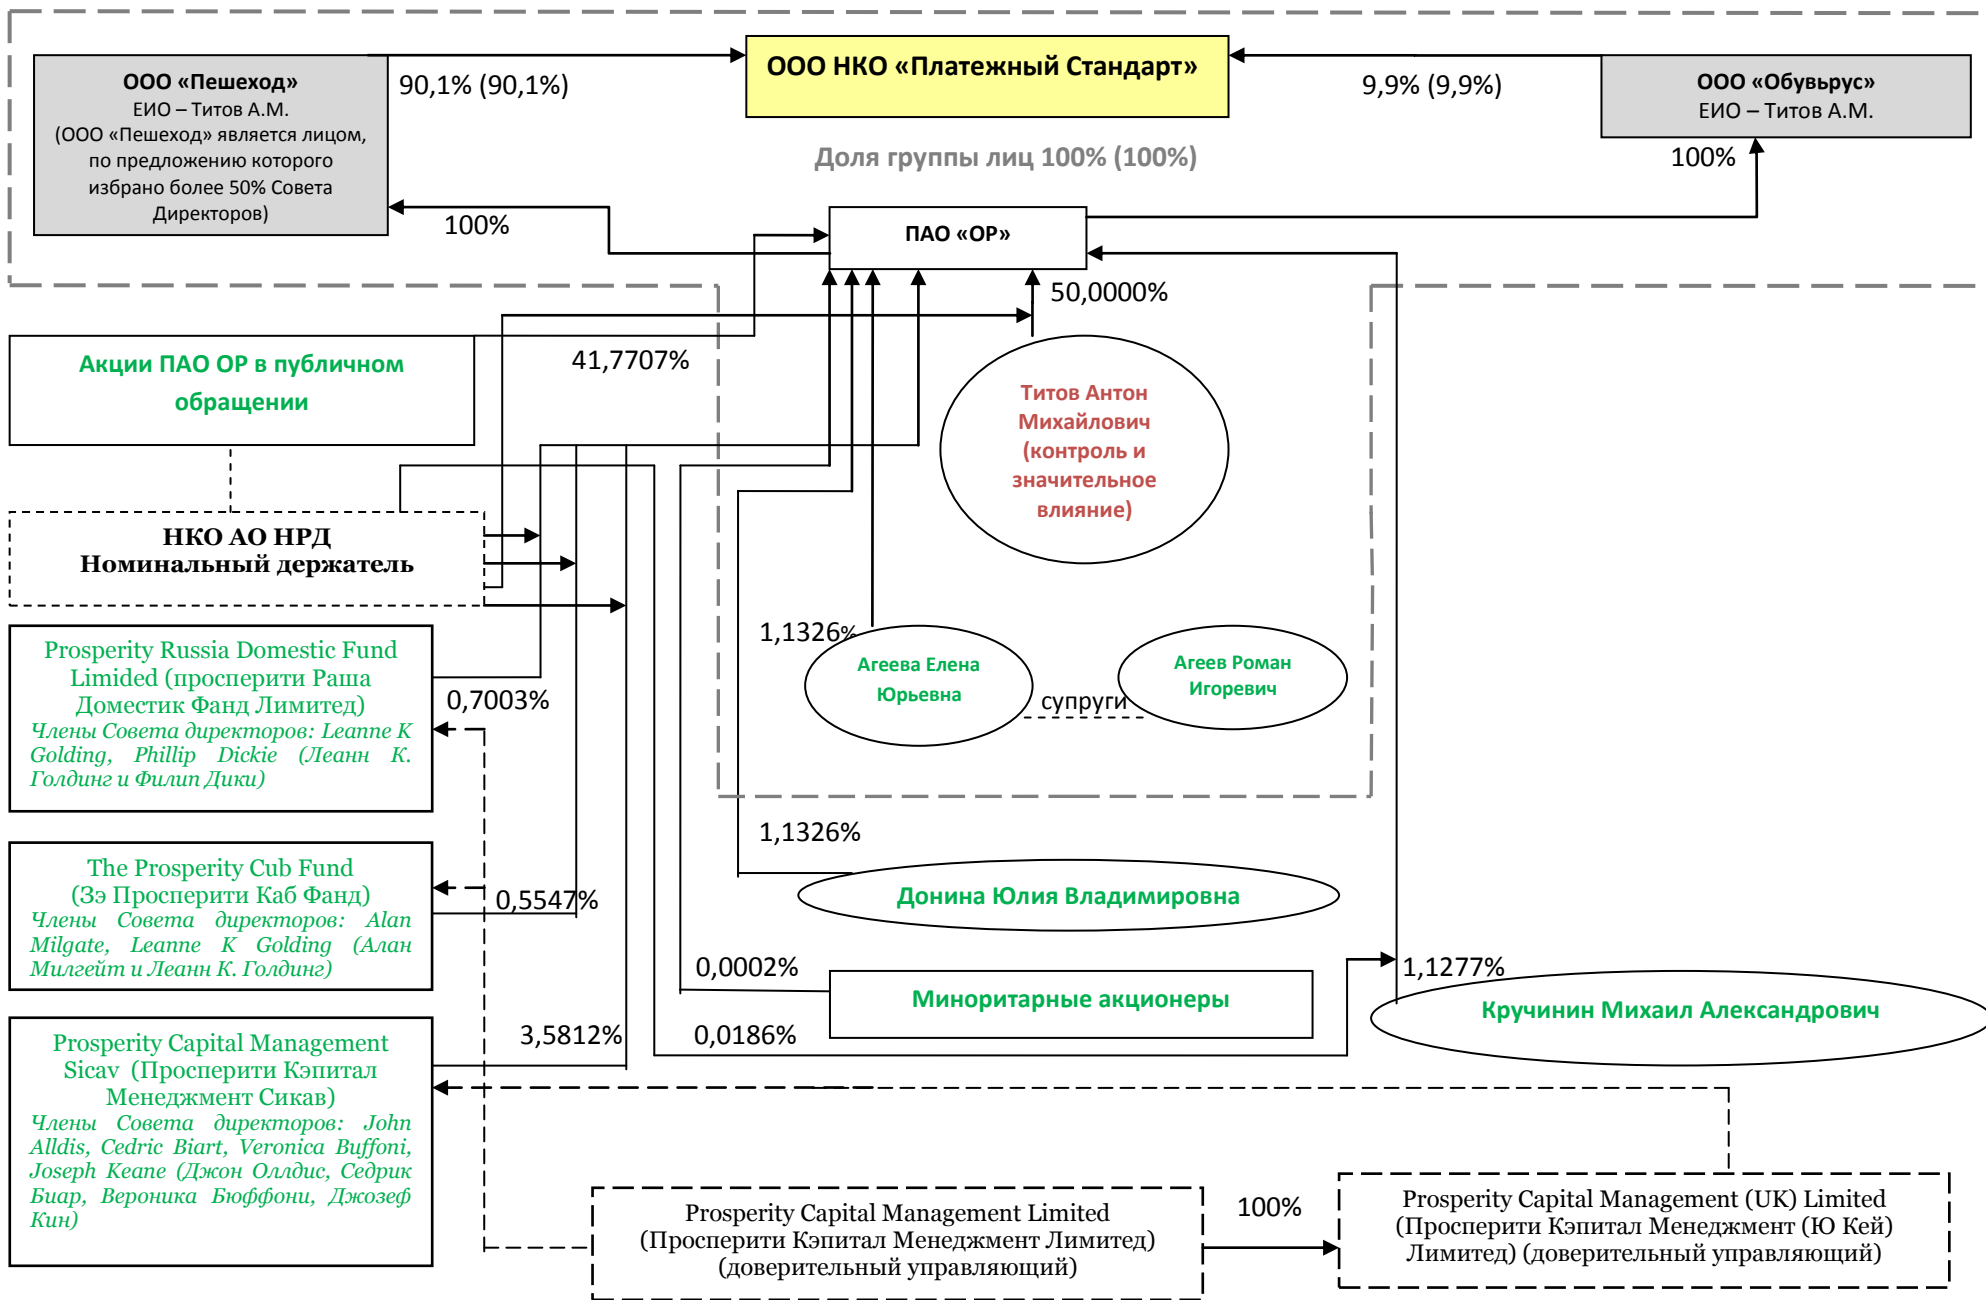 ООО «Пешеход»
ЕИО – Титов А.М.
(ООО «Пешеход» является лицом,
по предложению которого
избрано более 50% Совета
Директоров)
90,1% (90,1%)
ООО НКО «Платежный Стандарт»
9,9% (9,9%)
ООО «Обувьрус»
ЕИО – Титов А.М.
Доля группы лиц 100% (100%)
100%
100%
ПАО «ОР»
50,0000%
Акции ПАО ОР в публичном
обращении
41,7707%
Титов Антон
Михайлович
(контроль и
значительное
влияние)
НКО АО НРД
Номинальный держатель
Prosperity Russia Domestic Fund
Limided (просперити Раша
Доместик Фанд Лимитед)
Члены Совета директоров: Leanne K
Golding, Phillip Dickie (Леанн К.
Голдинг и Филип Дики)
0,7003%
1,1326%
Агеева Елена
Юрьевна
супруги
Агеев Роман
Игоревич
1,1326%
The Prosperity Cub Fund
(Зэ Просперити Каб Фанд)
Члены Совета директоров: Alan
Milgate, Leanne K Golding (Алан
Милгейт и Леанн К. Голдинг)
0,5547%
Донина Юлия Владимировна
0,0002%
Миноритарные акционеры
1,1277%
Кручинин Михаил Александрович
3,5812%
0,0186%
Prosperity Capital Management
Sicav (Просперити Кэпитал
Менеджмент Сикав)
Члены Совета директоров: John
Alldis, Cedric Biart, Veronica Buffoni,
Joseph Keane (Джон Оллдис, Седрик
Биар, Вероника Бюффони, Джозеф
Кин)
Prosperity Capital Management Limited
(Просперити Кэпитал Менеджмент Лимитед)
(доверительный управляющий)
100%
Prosperity Capital Management (UK) Limited
(Просперити Кэпитал Менеджмент (Ю Кей)
Лимитед) (доверительный управляющий)